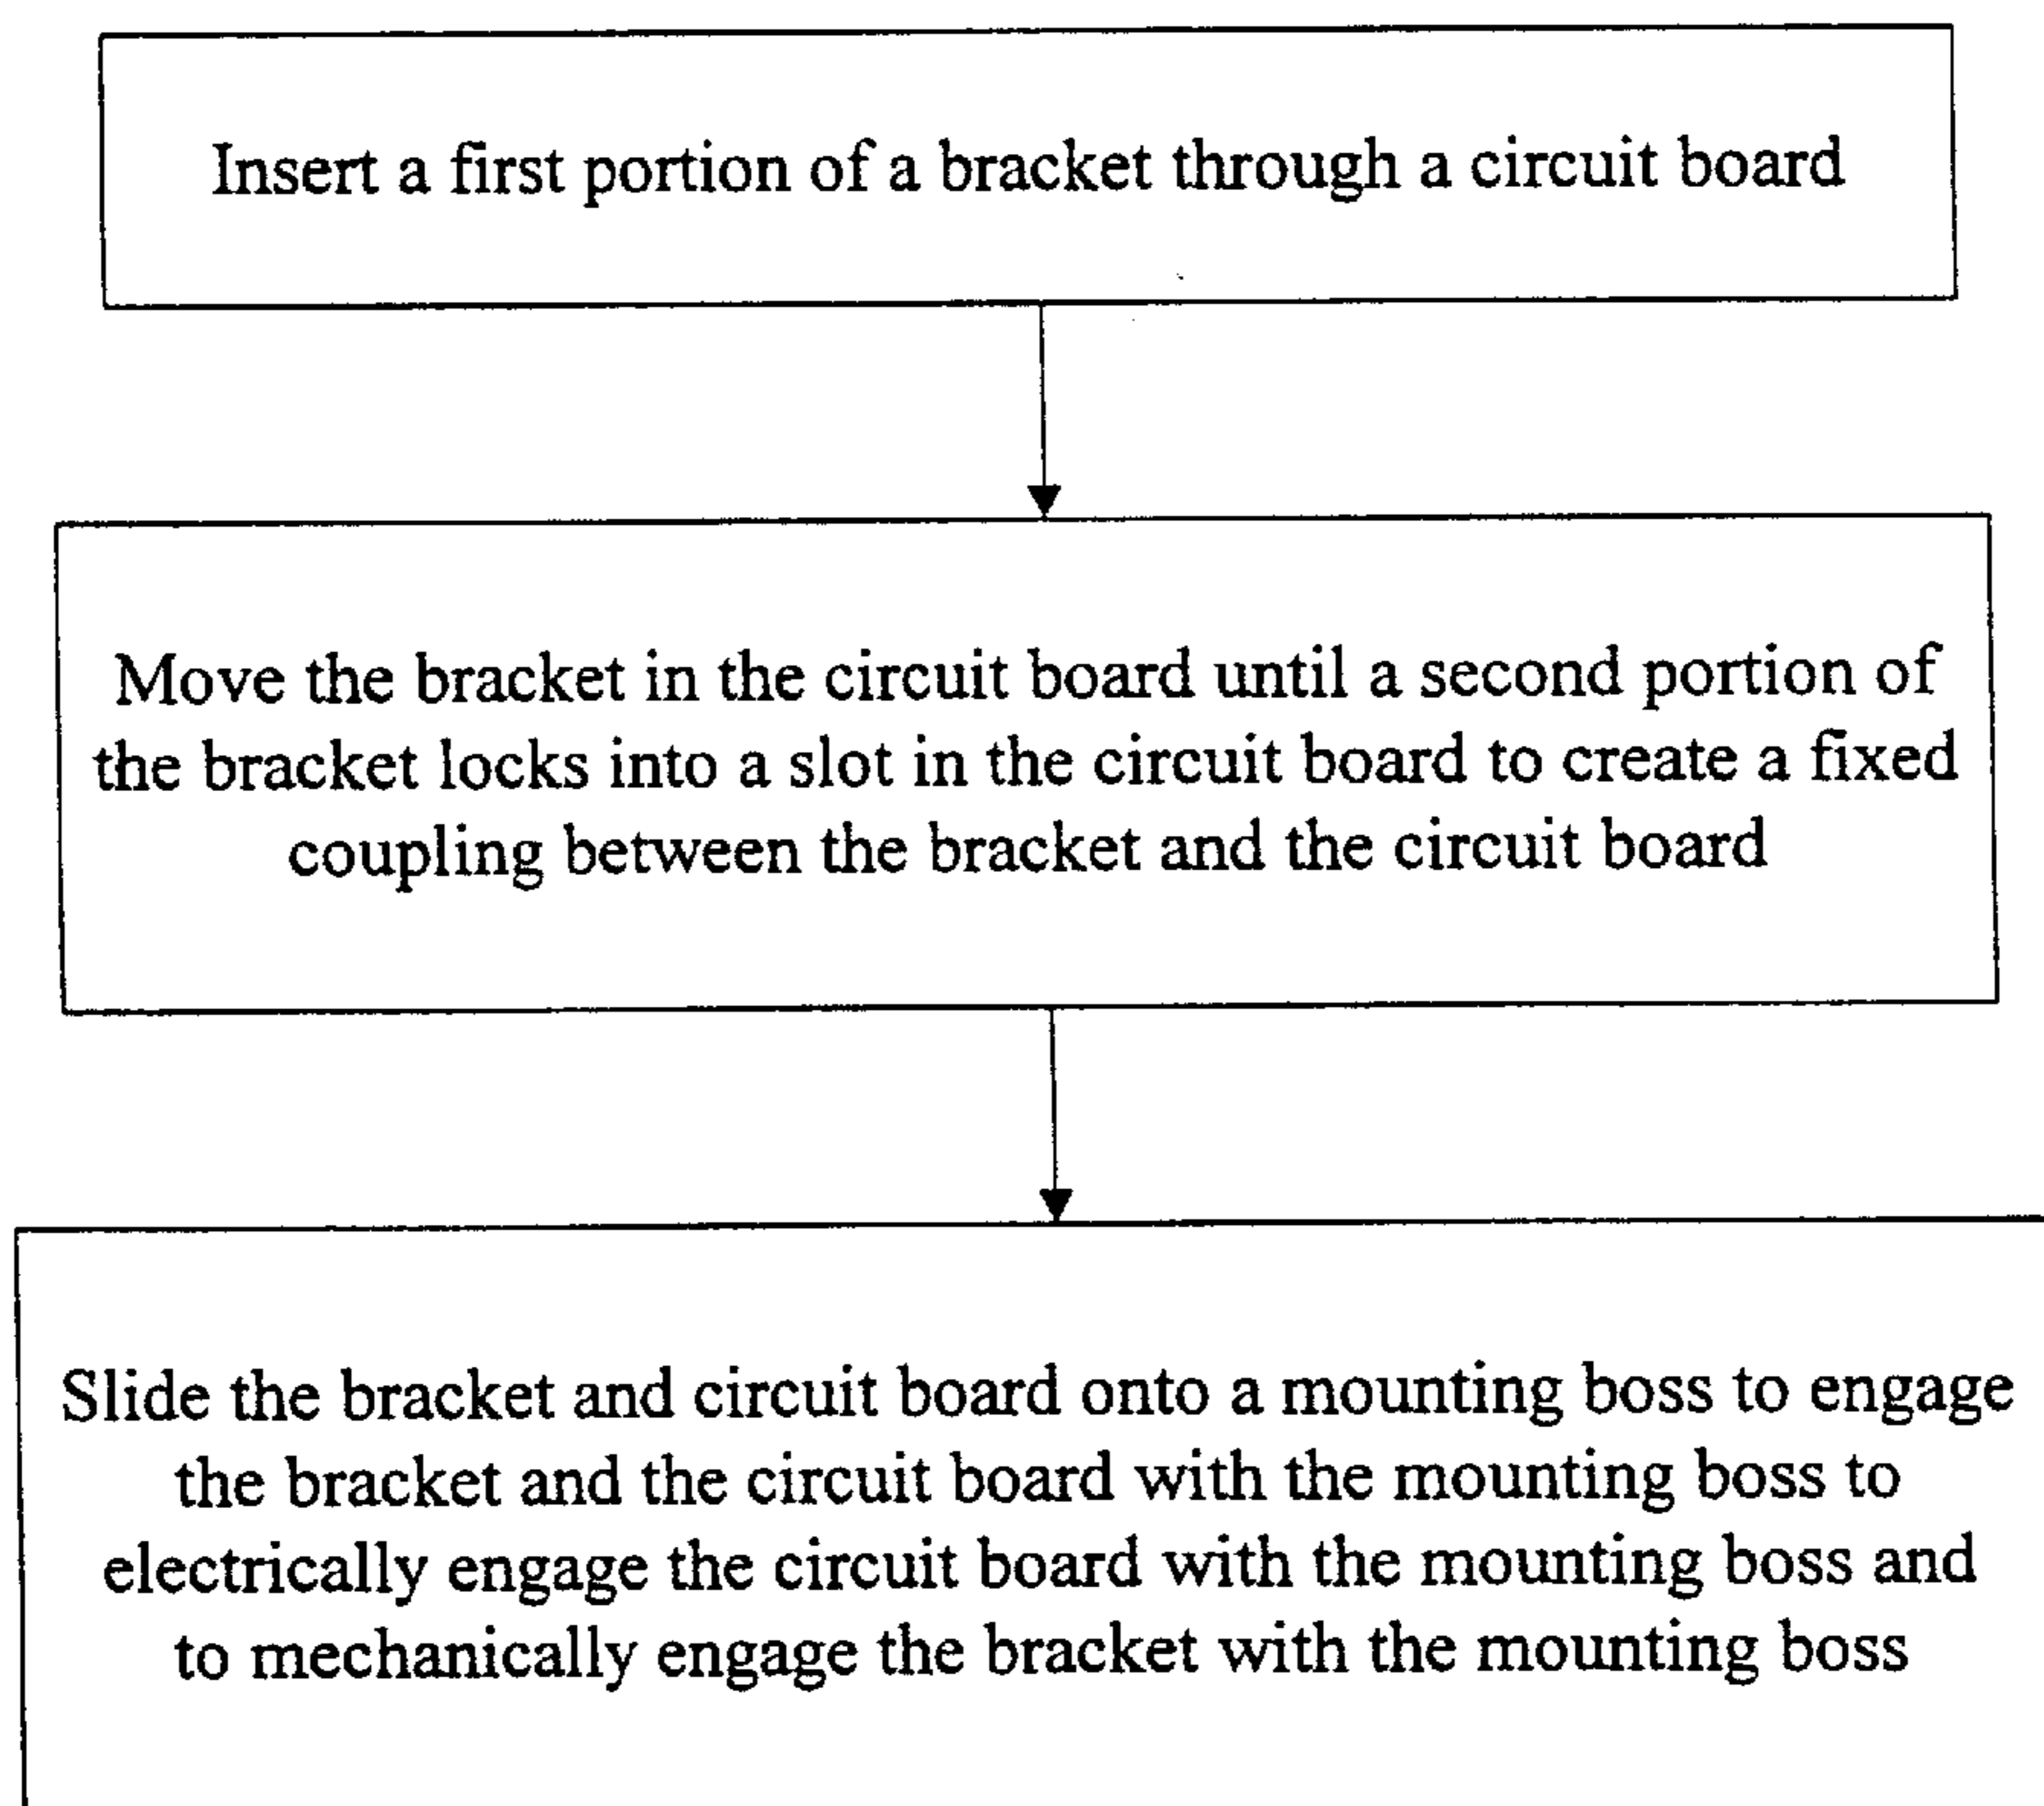 Insert a first portion of a bracket through a circuit board
Move the bracket in the circuit board until a second portion of
the bracket locks into a slot in the circuit board to create a fixed
coupling between the bracket and the circuit board
Slide the bracket and circuit board onto a mounting boss to engage
the bracket and the circuit board with the mounting boss to
electrically engage the circuit board with the mounting boss and
to mechanically engage the bracket with the mounting boss